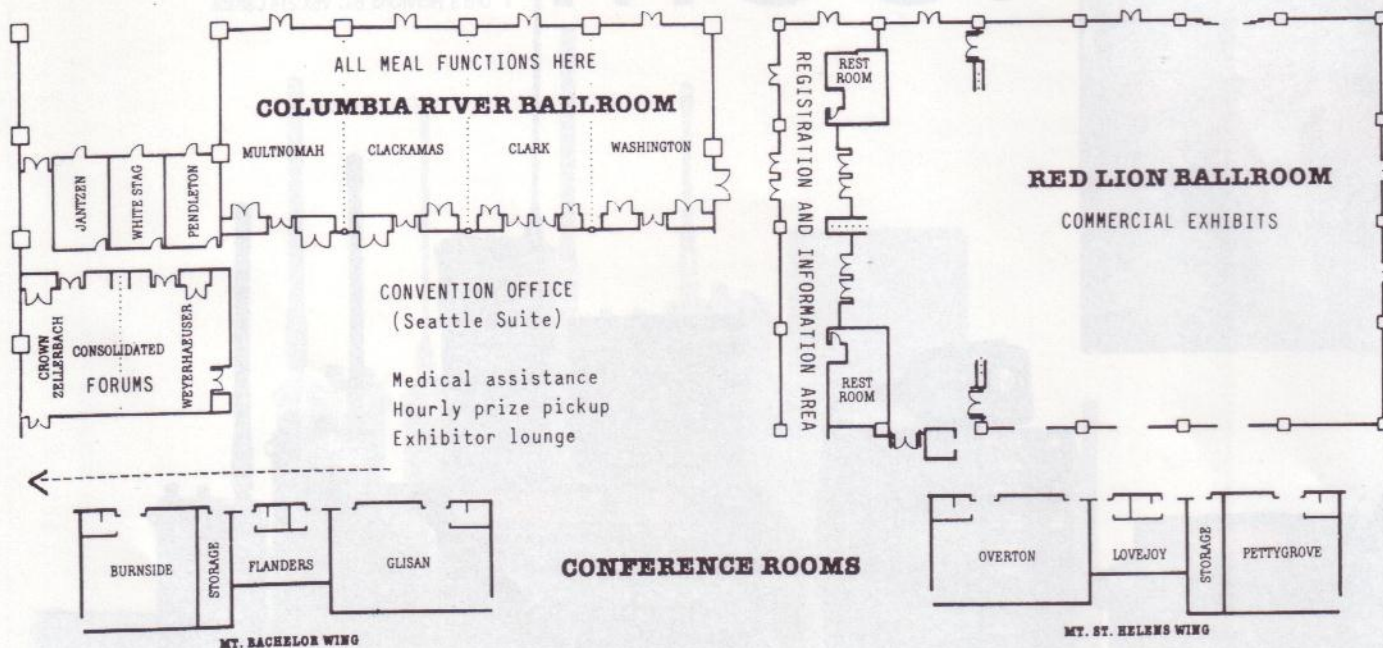 ALL MEAL FUNCTIONS HERE
COLUMBIA RIVER BALLROOM
MULTNOMAH
CLACKAMAS
CLARK
WASHINGTON
JANTZEN
WHITE STAG
PENDLETON
CROWN
ZELLERBACH
CONSOLIDATED
FORUMS
WEYERHAEUSER
CONVENTION OFFICE
(Seattle Suite)
Medical assistance
Hourly prize pickup
Exhibitor lounge
REGISTRATION AND INFORMATION AREA
REST
ROOM
REST
ROOM
RED LION BALLROOM
COMMERCIAL EXHIBITS
BURNSIDE
STORAGE
FLANDERS
GLISAN
MT. BACHELOR WING
CONFERENCE ROOMS
OVERTON
LOVEJOY
STORAGE
PETTYGROVE
MT. ST. HELENS WING